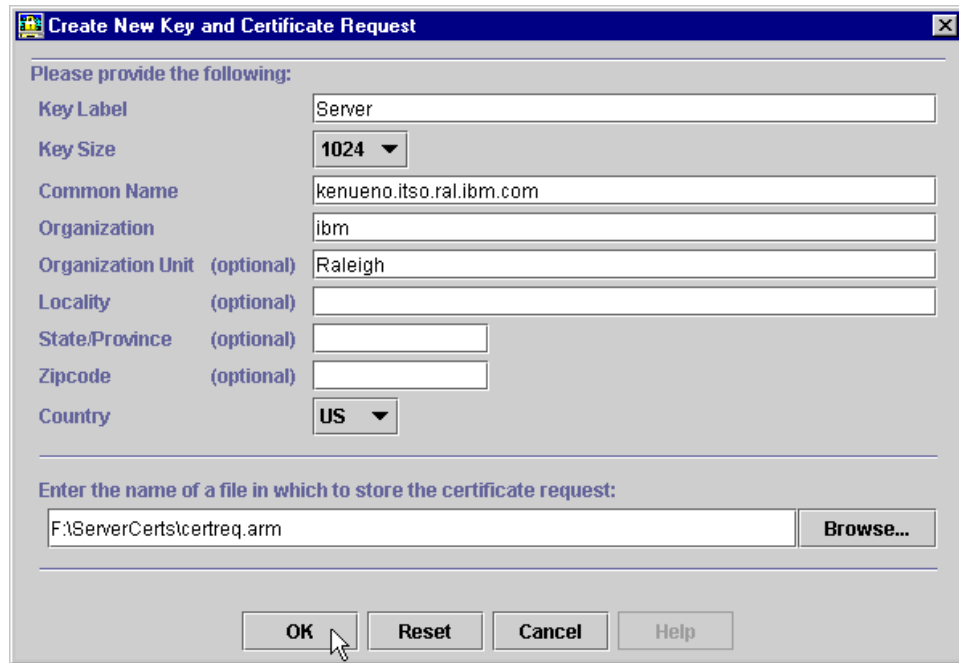 Create New Key and Certificate Request
Please provide the following:
Key Label Server
Key Size 1024
Common Name kenueno.itso.ral.ibm.com
Organization ibm
Organization Unit (optional) Raleigh
Locality (optional)
State/Province (optional)
Zipcode (optional)
Country US
Enter the name of a file in which to store the certificate request:
F:\ServerCerts\certreq.arm Browse...
OK Reset Cancel Help